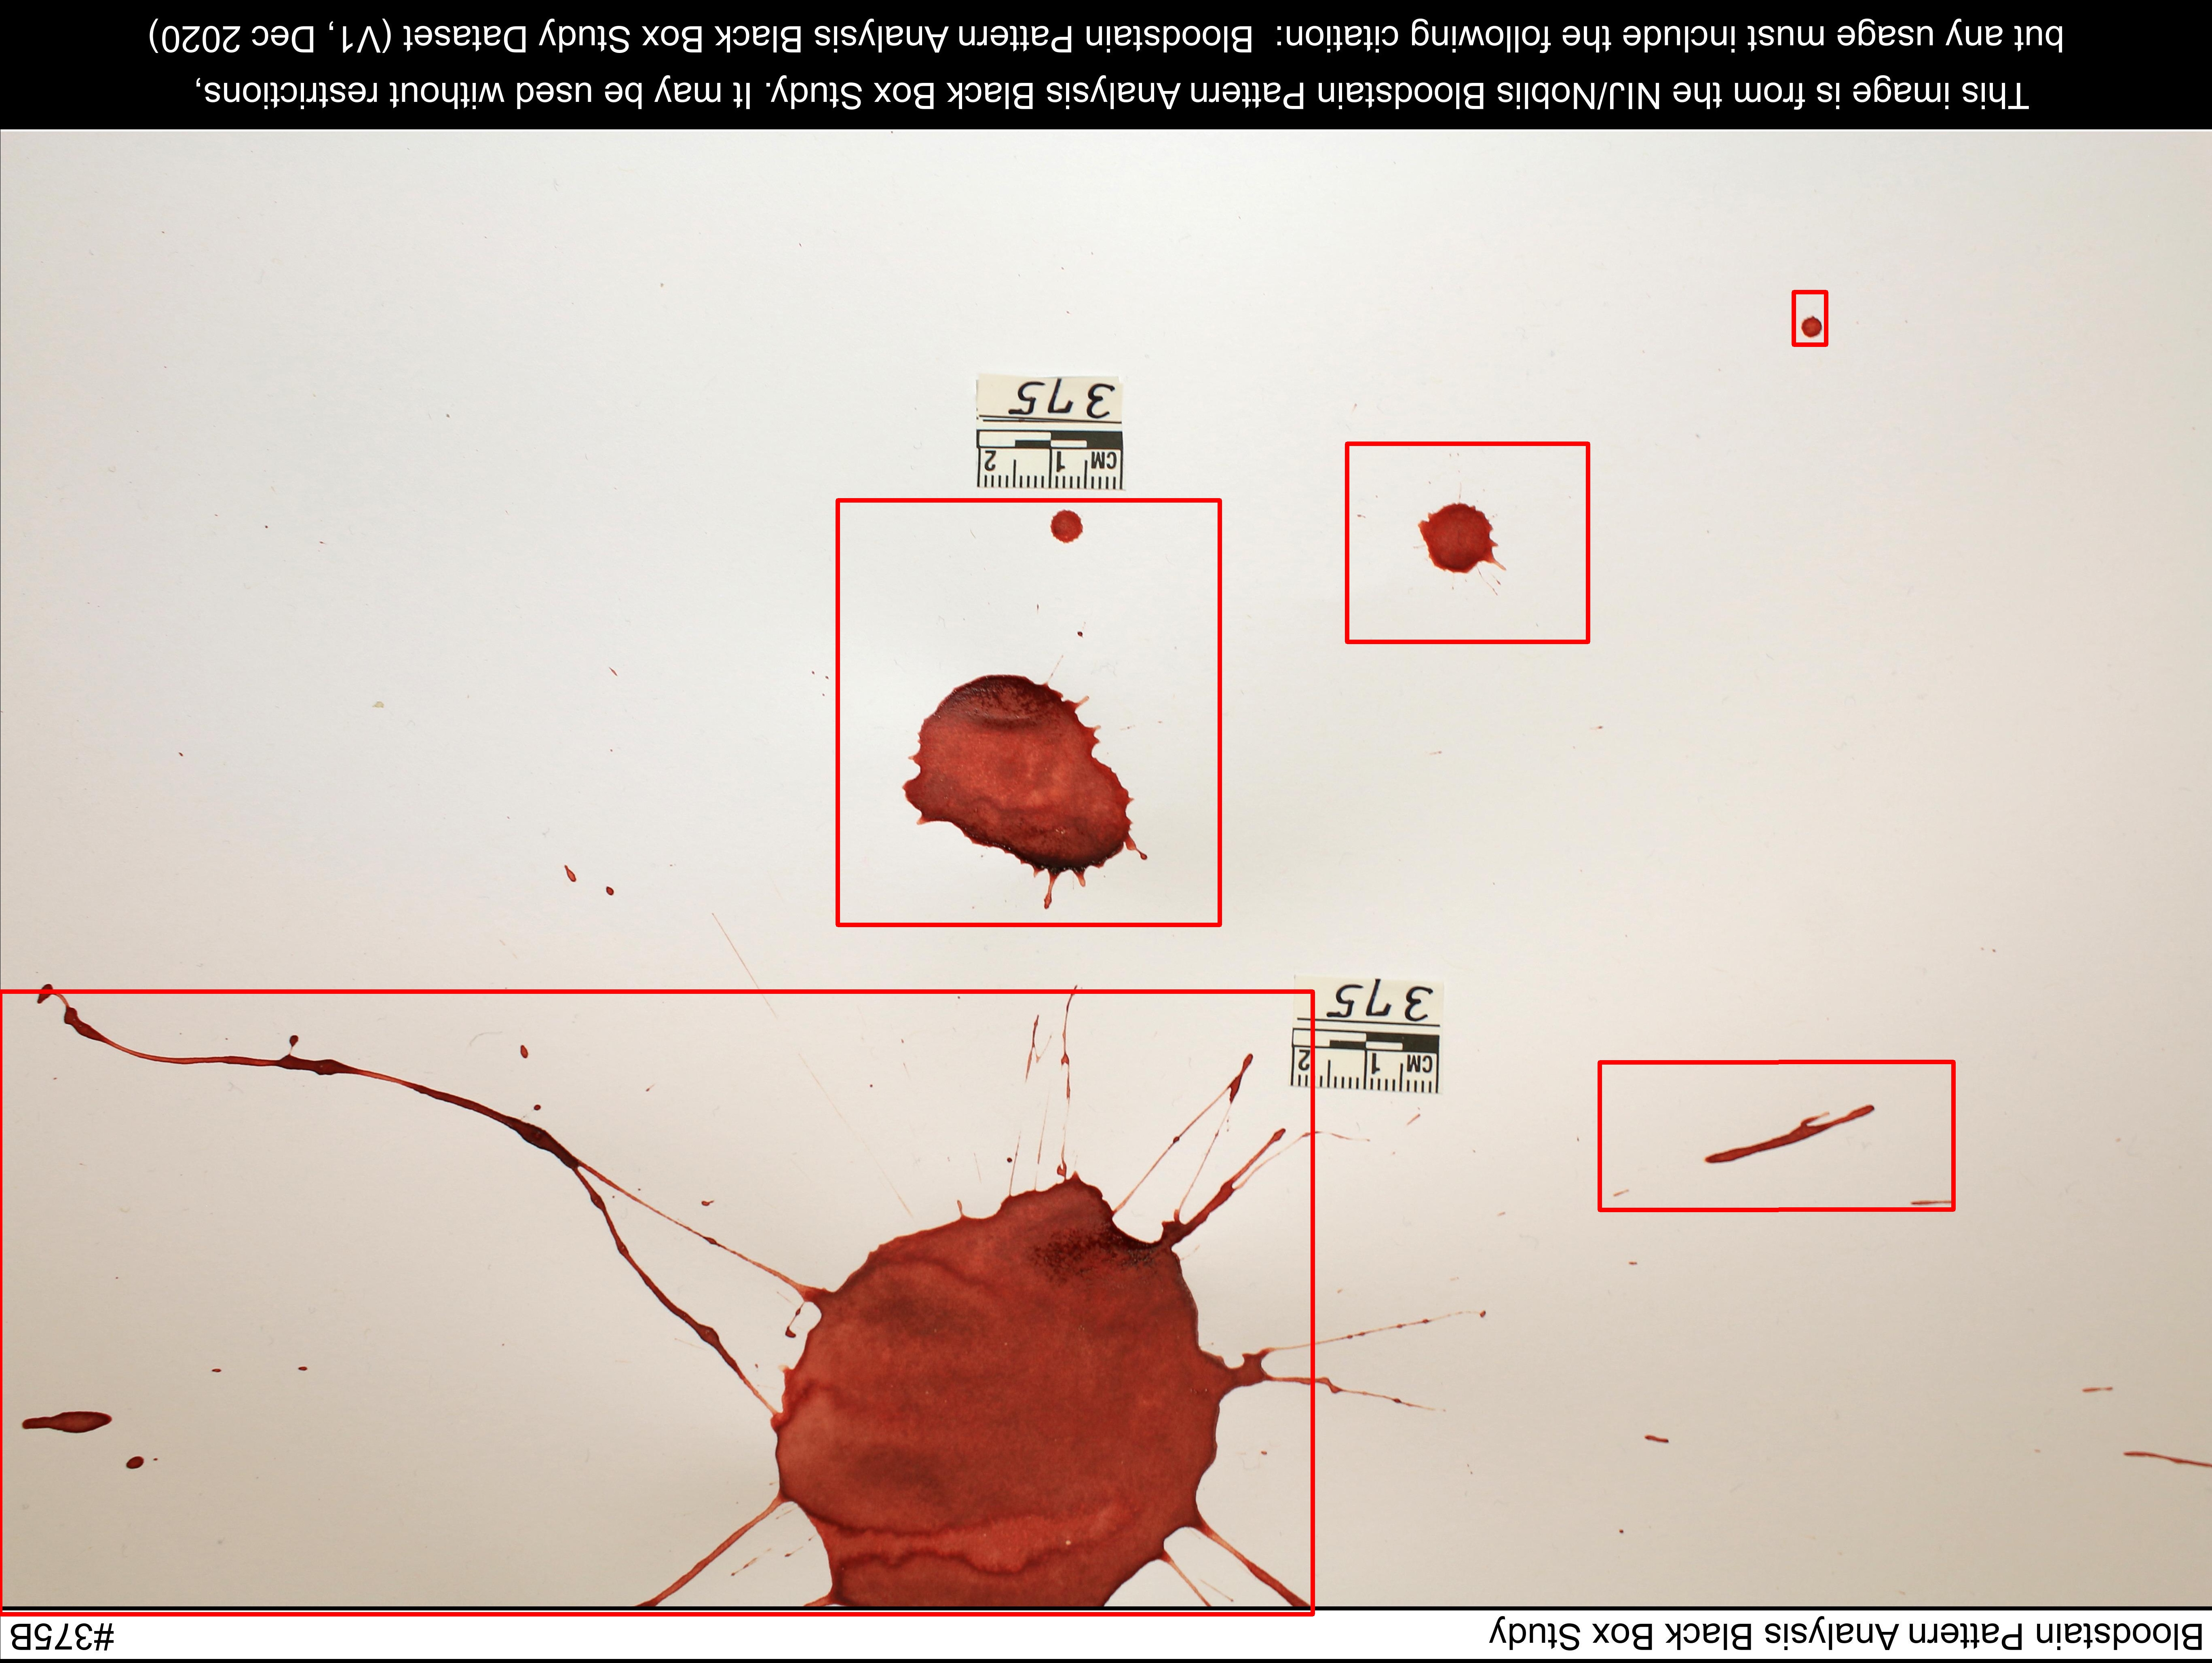 Bloodstain Pattern Analysis Black Box Study #375B
CM 1 2
375
CM 1 2
375
This image is from the NIJ/Noblis Bloodstain Pattern Analysis Black Box Study. It may be used without restrictions,
but any usage must include the following citation: Bloodstain Pattern Analysis Black Box Study Dataset (V1, Dec 2020)